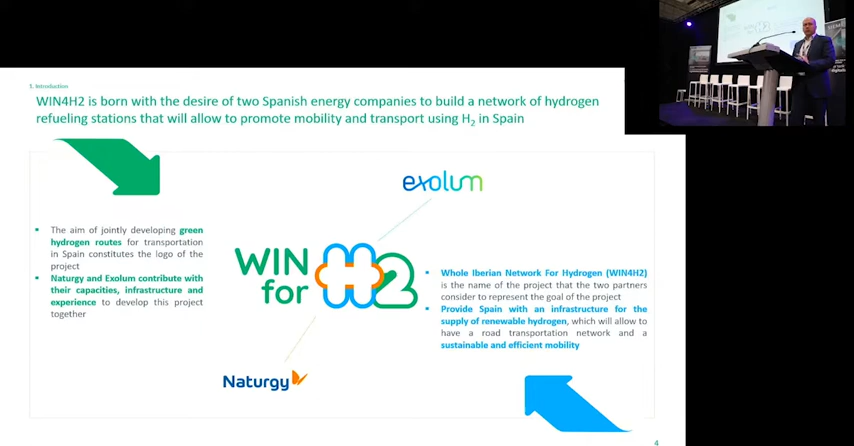 1. Introduction
WIN4H2 is born with the desire of two Spanish energy companies to build a network of hydrogen
refueling stations that will allow to promote mobility and transport using H₂ in Spain
exolum
▪ The aim of jointly developing green
hydrogen routes for transportation
in Spain constitutes the logo of the
project
▪ Naturgy and Exolum contribute with
their capacities, infrastructure and
experience to develop this project
together
WIN
for
H2
▪ Whole Iberian Network For Hydrogen (WIN4H2)
is the name of the project that the two partners
consider to represent the goal of the project
▪ Provide Spain with an infrastructure for the
supply of renewable hydrogen, which will allow to
have a road transportation network and a
sustainable and efficient mobility
Naturgy
4